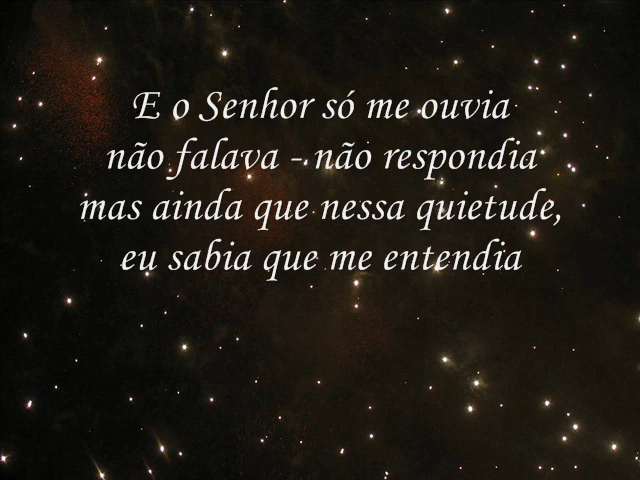 E o Senhor só me ouvia
não falava - não respondia
mas ainda que nessa quietude,
eu sabia que me entendia